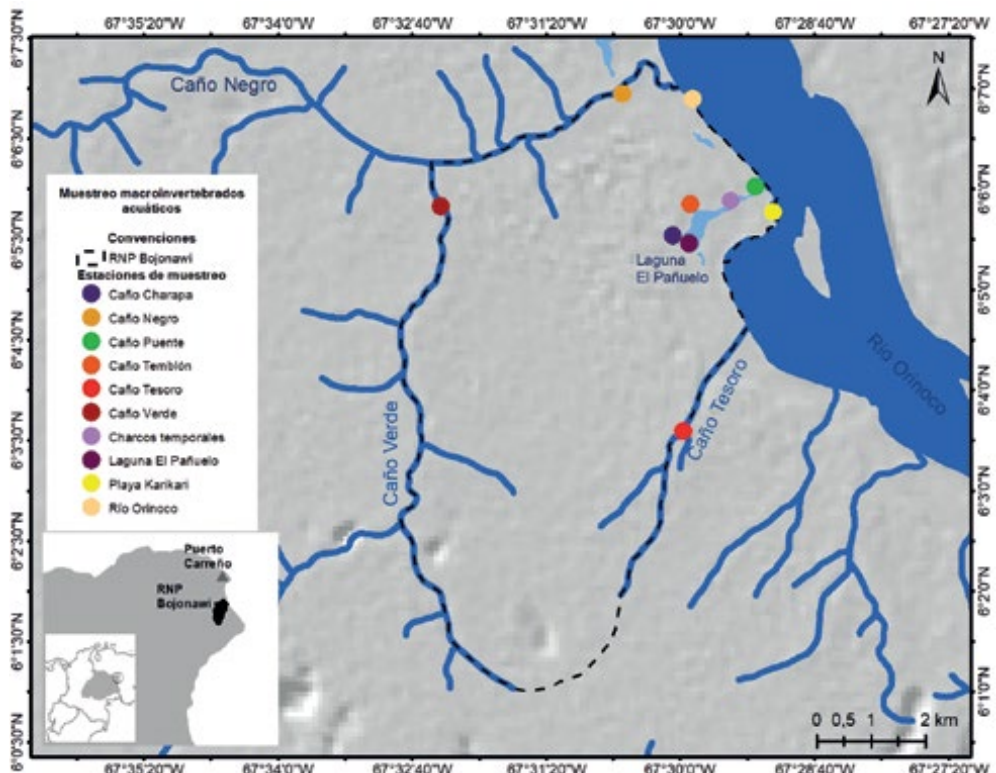 67°35'20"W 67°34'0"W 67°32'40"W 67°31'20"W 67°30'0"W 67°28'40"W 67°27'20"W
6°7'30"N
6°7'0"N
6°6'30"N
6°6'0"N
6°5'30"N
6°5'0"N
6°4'30"N
6°4'0"N
6°3'30"N
6°3'0"N
6°2'30"N
6°2'0"N
6°1'30"N
6°1'0"N
6°0'30"N
N
Caño Negro
Laguna
El Pañuelo
Río Orinoco
Caño Tesoro
Caño Verde
Muestreo macroinvertebrados
acuáticos
Convenciones
RNP Bojonawi
Estaciones de muestreo
Caño Charapa
Caño Negro
Caño Puente
Caño Temblón
Caño Tesoro
Caño Verde
Charcos temporales
Laguna El Pañuelo
Playa Karikari
Río Orinoco
Puerto
Carreño
RNP
Bojonawi
0 0,5 1 2 km
67°35'20"W 67°34'0"W 67°32'40"W 67°31'20"W 67°30'0"W 67°28'40"W 67°27'20"W